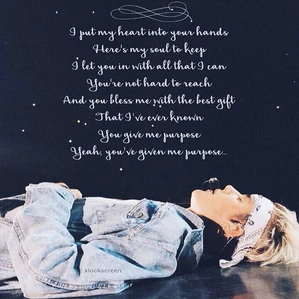 I put my heart into your hands
Here's my soul to keep
I let you in with all that I can
You're not hard to reach
And you bless me with the best gift
That I've ever known
You give me purpose
Yeah, you've given me purpose...
xlockscreen